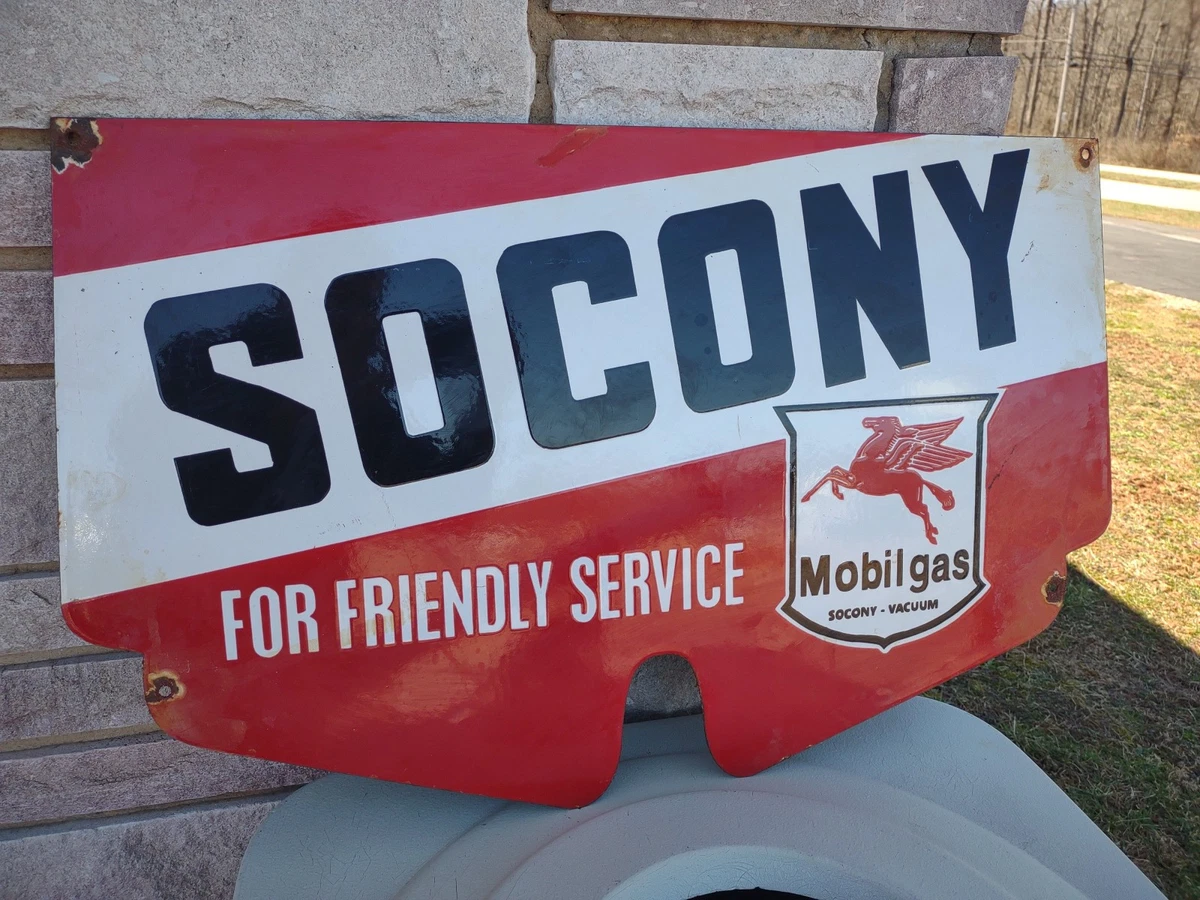 SOCONY
FOR FRIENDLY SERVICE
Mobilgas
SOCONY - VACUUM